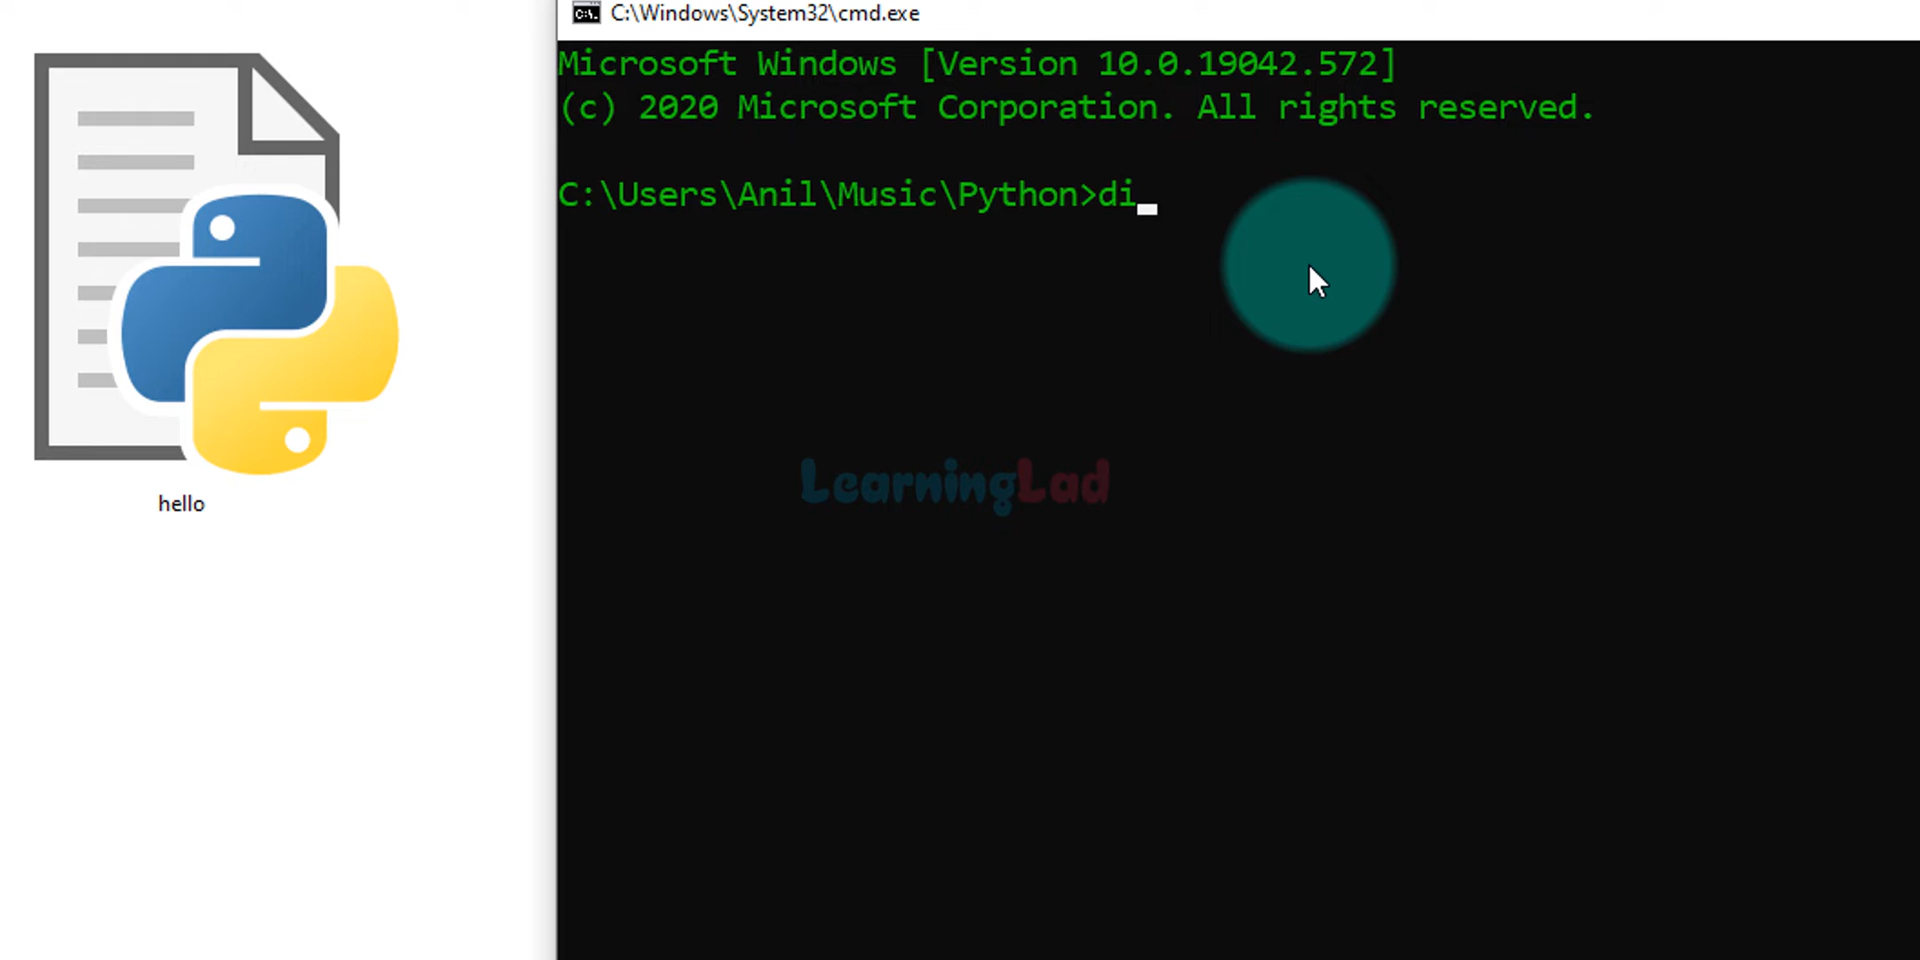 C:\Windows\System32\cmd.exe
Microsoft Windows [Version 10.0.19042.572]
(c) 2020 Microsoft Corporation. All rights reserved.
C:\Users\Anil\Music\Python>di
LearningLad
hello